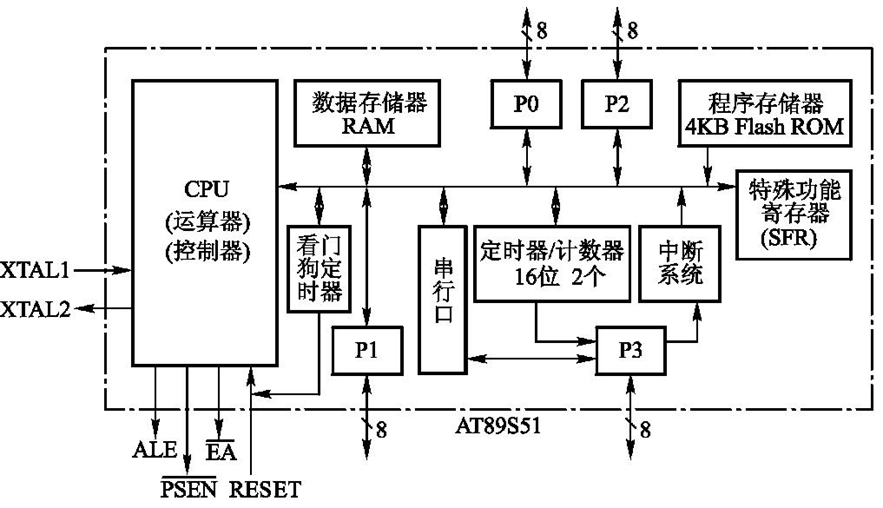 8
8
数据存储器
RAM
P0
P2
程序存储器
4KB Flash ROM
CPU
(运算器)
(控制器)
特殊功能
寄存器
(SFR)
看门
狗定
时器
串
行
口
定时器/计数器
16位 2个
中断
系统
XTAL1
XTAL2
P1
P3
8
8
AT89S51
ALE
EA
PSEN
RESET